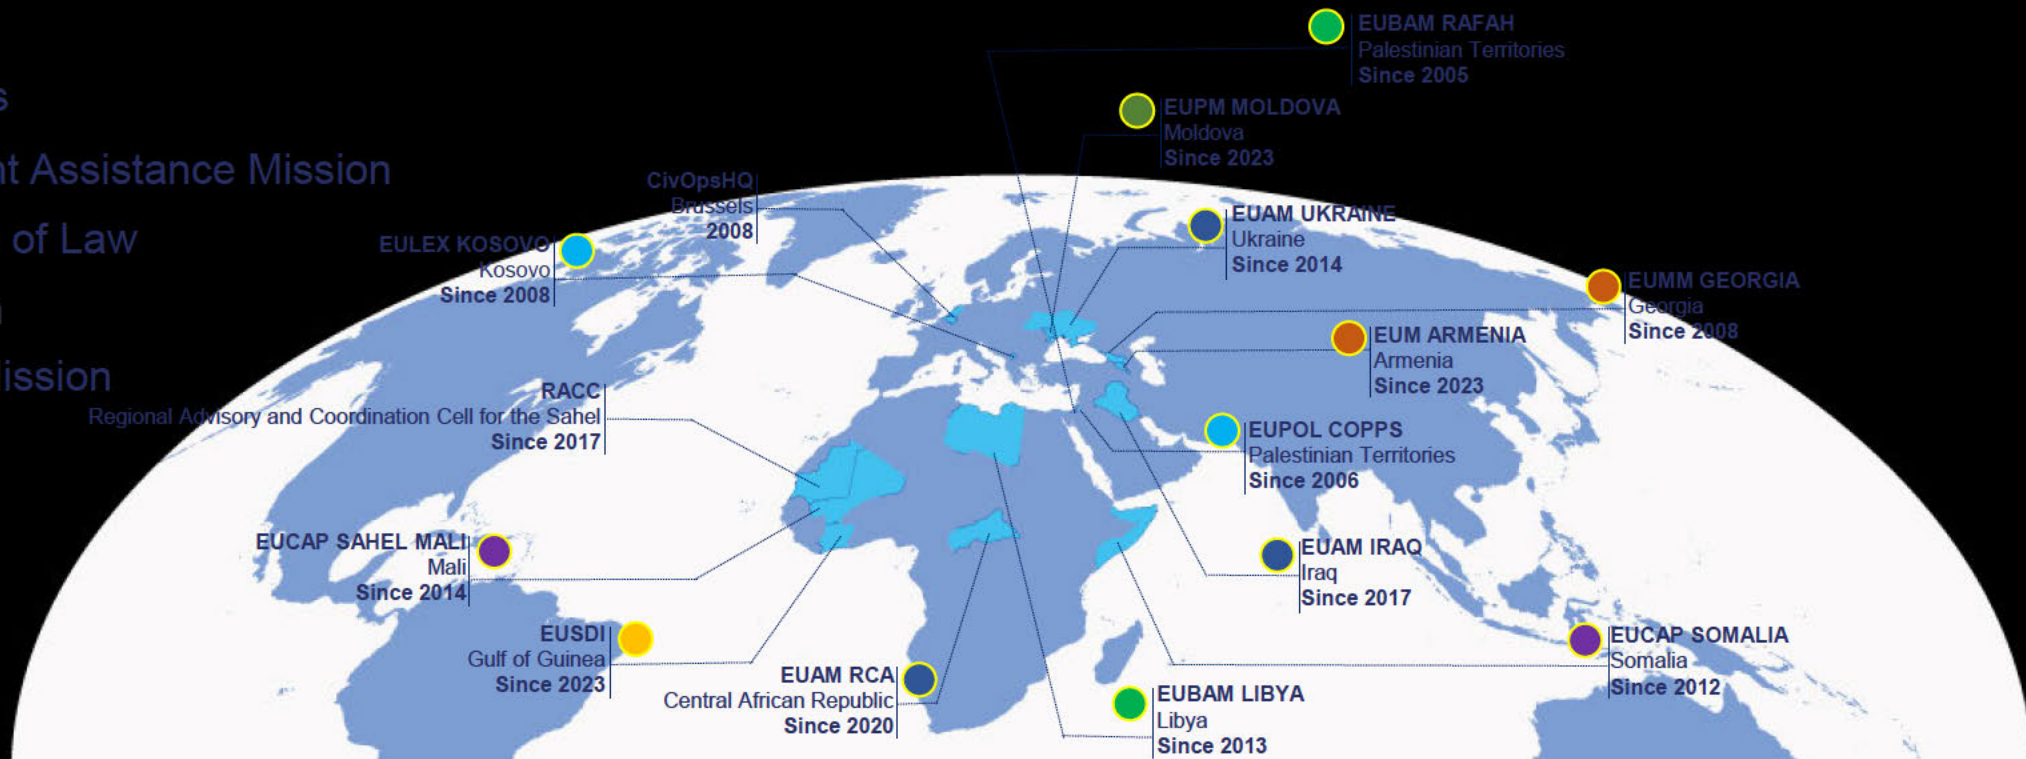 s
nt Assistance Mission
of Law
Mission
EUBAM RAFAH
Palestinian Territories
Since 2005
EUPM MOLDOVA
Moldova
Since 2023
CivOpsHQ
Brussels
2008
EUAM UKRAINE
Ukraine
Since 2014
EULEX KOSOVO
Kosovo
Since 2008
EUMM GEORGIA
Georgia
Since 2008
EUM ARMENIA
Armenia
Since 2023
RACC
Regional Advisory and Coordination Cell for the Sahel
Since 2017
EUPOL COPPS
Palestinian Territories
Since 2006
EUCAP SAHEL MALI
Mali
Since 2014
EUAM IRAQ
Iraq
Since 2017
EUSDI
Gulf of Guinea
Since 2023
EUCAP SOMALIA
Somalia
Since 2012
EUAM RCA
Central African Republic
Since 2020
EUBAM LIBYA
Libya
Since 2013